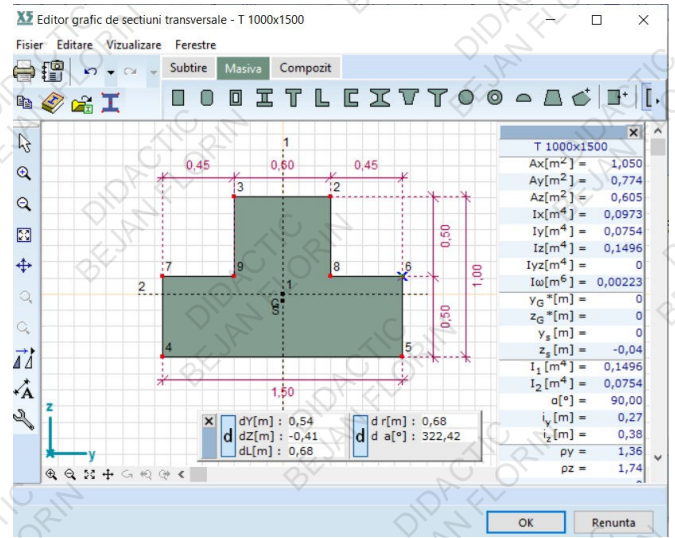 Editor grafic de sectiuni transversale - T 1000x1500
Fisier Editare Vizualizare Ferestre
Subtire Masiva Compozit
T 1000x1500
Ax[m2] = 1,050
Ay[m2] = 0,774
Az[m2] = 0,605
Ix[m4] = 0,0973
Iy[m4] = 0,0754
Iz[m4] = 0,1496
Iyz[m4] = 0
Iω[m6] = 0,00223
yG*[m] = 0
zG*[m] = 0
ys[m] = 0
zs[m] = -0,04
I1[m4] = 0,1496
I2[m4] = 0,0754
α[°] = 90,00
iy[m] = 0,27
iz[m] = 0,38
ρy = 1,36
ρz = 1,74
1
0,45 0,60 0,45
3 2
0,50
1,00
7 9 8 6
2 1
G
S
0,50
4 5
1,50
z
y
d
dY[m] : 0,54
dZ[m] : -0,41
dL[m] : 0,68
d
d r[m] : 0,68
d a[°] : 322,42
OK Renunta
DIDACTIC
BEJAN FLORIN